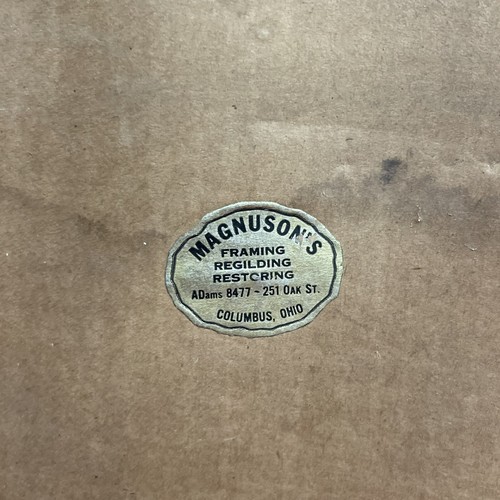 MAGNUSON'S
FRAMING
REGILDING
RESTORING
ADams 8477 - 251 OAK ST.
COLUMBUS, OHIO